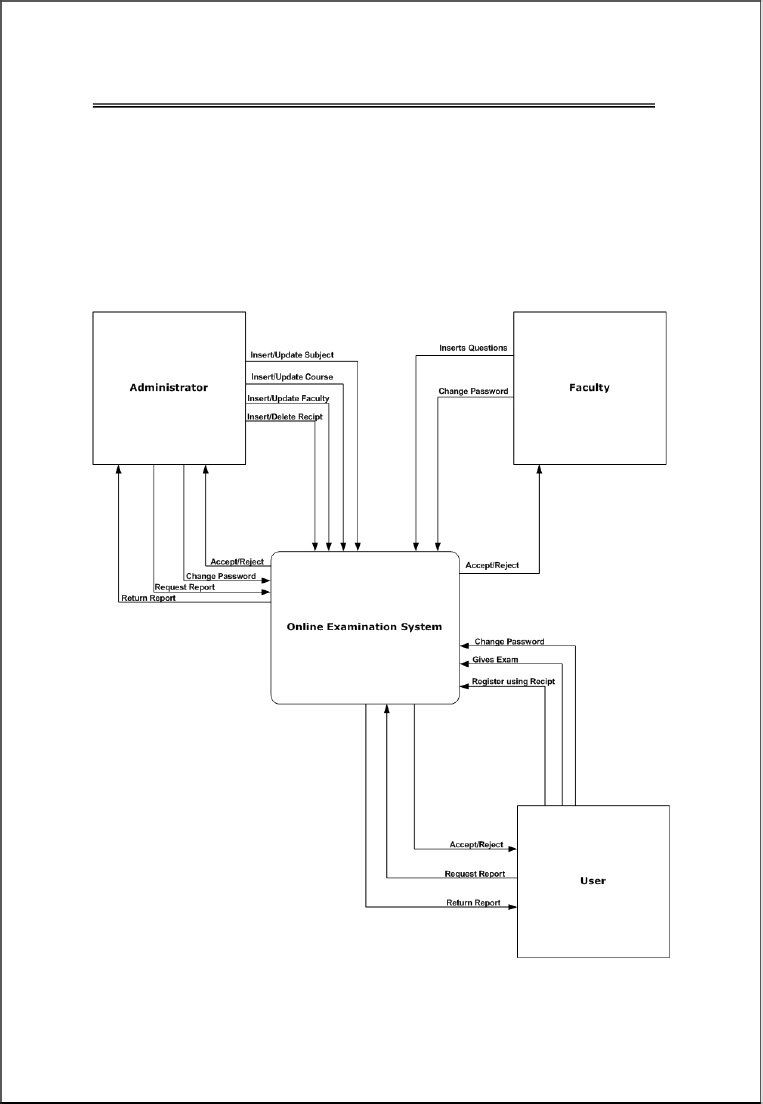 Inserts Questions
Insert/Update Subject
Insert/Update Course
Administrator
Faculty
Change Password
Insert/Update Faculty
Insert/Delete Recipt
Accept/Reject
Accept/Reject
Change Password
Request Report
Return Report
Online Examination System
Change Password
Gives Exam
Register using Recipt
Accept/Reject
Request Report
User
Return Report